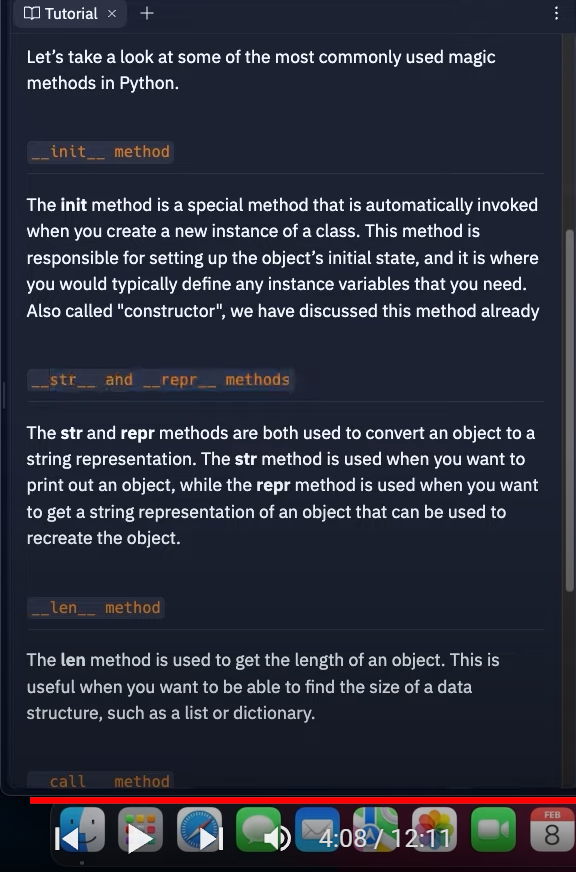 Tutorial × +
Let’s take a look at some of the most commonly used magic
methods in Python.
__init__ method
The init method is a special method that is automatically invoked
when you create a new instance of a class. This method is
responsible for setting up the object’s initial state, and it is where
you would typically define any instance variables that you need.
Also called "constructor", we have discussed this method already
__str__ and __repr__ methods
The str and repr methods are both used to convert an object to a
string representation. The str method is used when you want to
print out an object, while the repr method is used when you want
to get a string representation of an object that can be used to
recreate the object.
__len__ method
The len method is used to get the length of an object. This is
useful when you want to be able to find the size of a data
structure, such as a list or dictionary.
call method
FEB
8
4:08 / 12:11